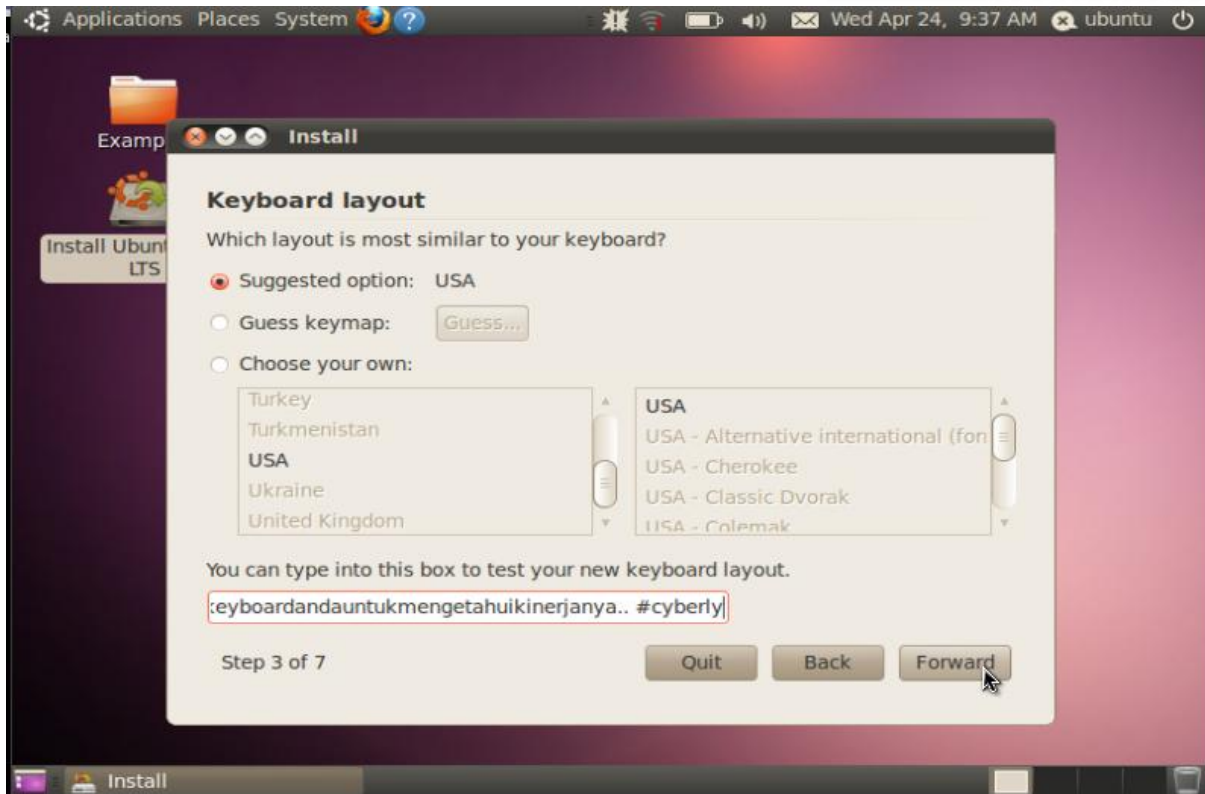 Applications Places System ? Wed Apr 24, 9:37 AM ubuntu
Examp
Install Ubun
LTS
Install
Keyboard layout
Which layout is most similar to your keyboard?
Suggested option: USA
Guess keymap: Guess...
Choose your own:
Turkey
Turkmenistan
USA
Ukraine
United Kingdom
USA
USA - Alternative international (fon
USA - Cherokee
USA - Classic Dvorak
USA - Colemak
You can type into this box to test your new keyboard layout.
eyboardandauntukmengetahuikinerjanya.. #cyberly
Step 3 of 7
Quit Back Forward
Install